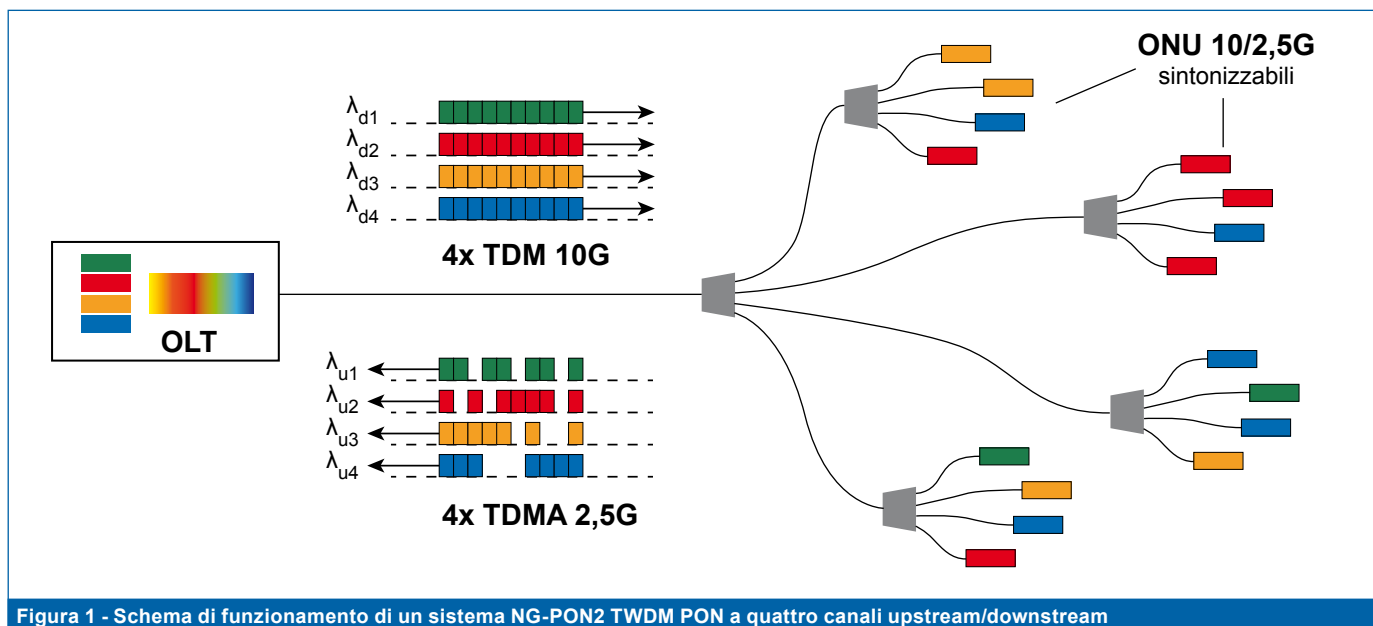 ONU 10/2,5G
sintonizzabili
λd1
λd2
λd3
λd4
4x TDM 10G
OLT
λu1
λu2
λu3
λu4
4x TDMA 2,5G
Figura 1 - Schema di funzionamento di un sistema NG-PON2 TWDM PON a quattro canali upstream/downstream